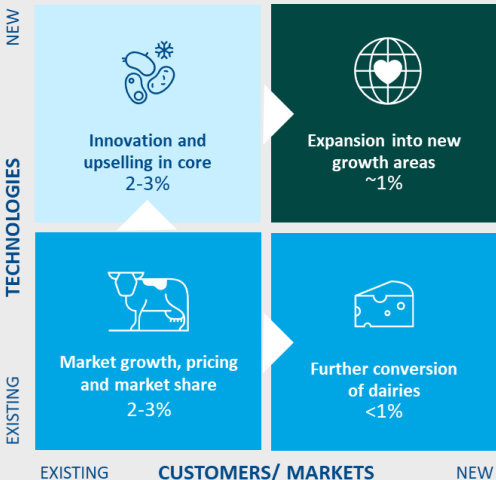 NEW
Innovation and
upselling in core
2-3%
Expansion into new
growth areas
~1%
TECHNOLOGIES
Market growth, pricing
and market share
2-3%
Further conversion
of dairies
<1%
EXISTING
EXISTING
CUSTOMERS/ MARKETS
NEW